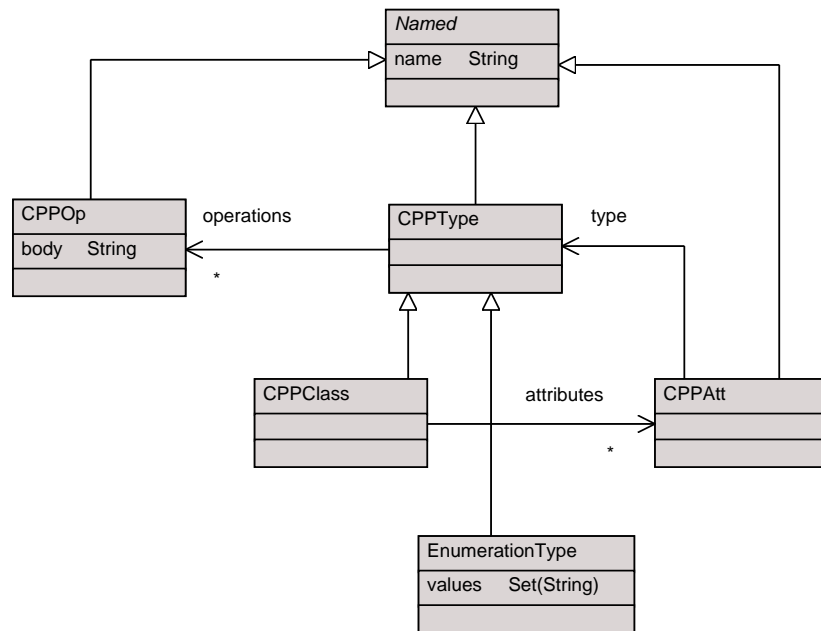 Named
name String
CPPOp
body String
operations
*
CPPType
type
CPPClass
attributes
*
CPPAtt
EnumerationType
values Set(String)